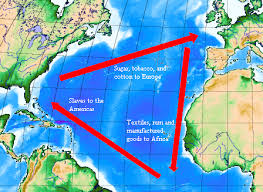 Sugar, tobacco, and
cotton to Europe
Slaves to the
Americas
Textiles, rum and
manufactured
goods to Africa